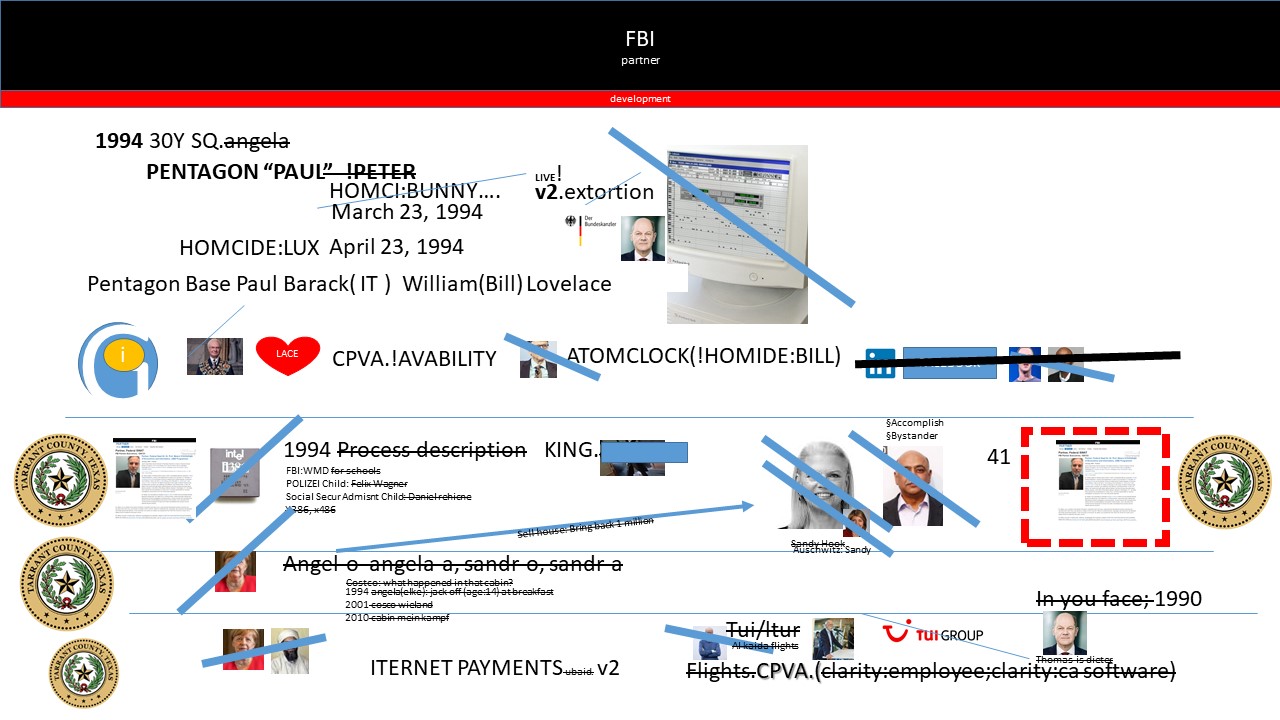 FBI
partner
development
1994 30Y SQ.angela
PENTAGON “PAUL” !PETER
HOMCI:BUNNY….
March 23, 1994
LIVE!
v2.extortion
Der
Bundeskanzler
HOMCIDE:LUX April 23, 1994
Pentagon Base Paul Barack( IT ) William(Bill) Lovelace
i
LACE
CPVA.!AVABILITY
ATOMCLOCK(!HOMIDE:BILL)
in
§Accomplish
§Bystander
TARRANT COUNTY TEXAS
intel
1994 Process description
KING.
41
TARRANT COUNTY TEXAS
FBI:WMD for schools
POLIZEI Child: Felix Wagner
Social Secur Admisnt Child: Daniel rehiene
X386, x486
Sell house: Bring back 1 million
Sandy Hook
Auschwitz: Sandy
TARRANT COUNTY TEXAS
Angel-o- angela-a, sandr-o, sandr-a
Costco: what happened in that cabin?
1994 angela(elke): jack off (age:14) at breakfast
2001 cosco wieland
2010 cabin mein kampf
In you face; 1990
Tui/Itur
Al kaida flights
TUI GROUP
Thomas is dieter
TARRANT COUNTY TEXAS
ITERNET PAYMENTS ubaid. v2
Flights.CPVA.(clarity:employee;clarity:ca software)